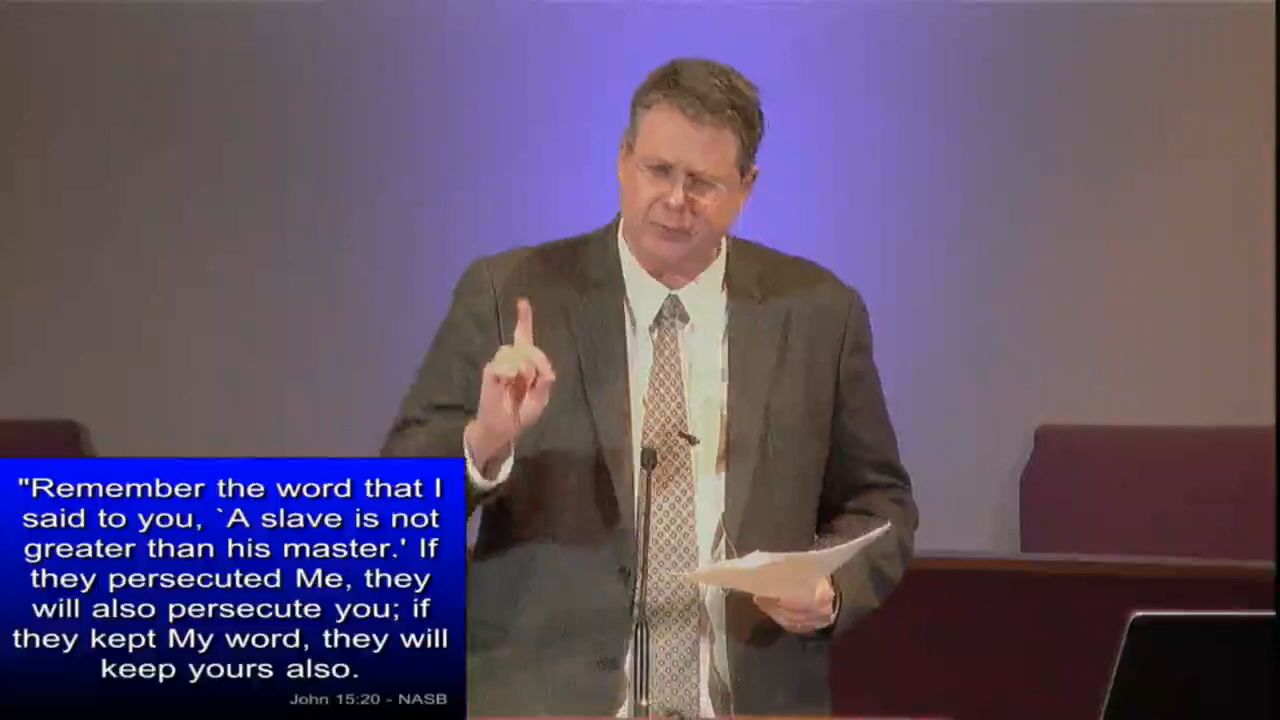 "Remember the word that I
said to you, `A slave is not
greater than his master.' If
they persecuted Me, they
will also persecute you; if
they kept My word, they will
keep yours also.
John 15:20 - NASB